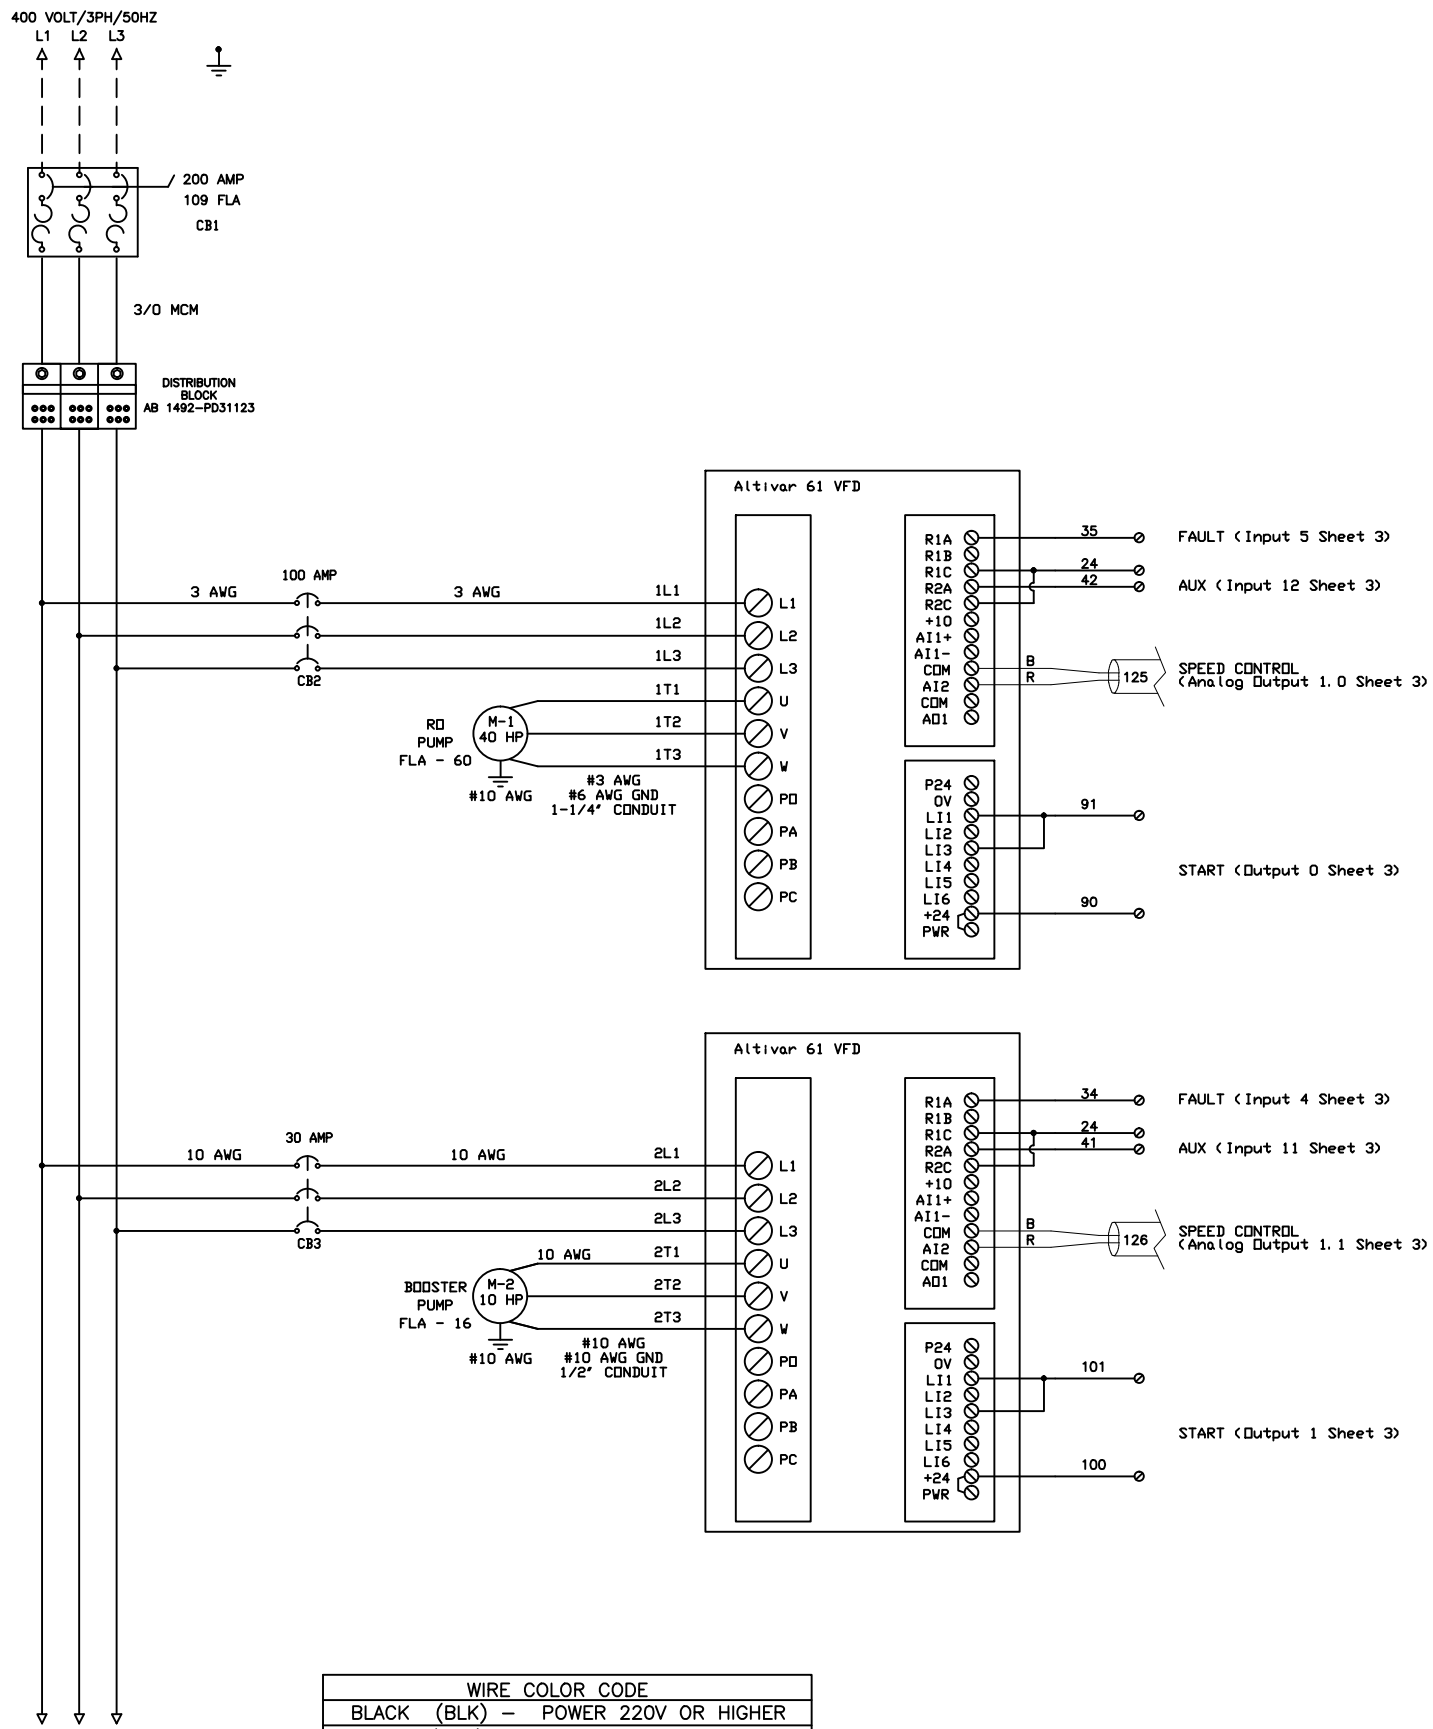 400 VOLT/3PH/50HZ
L1 L2 L3
200 AMP
109 FLA
CB1
3/0 MCM
DISTRIBUTION
BLOCK
AB 1492-PD31123
Altivar 61 VFD
R1A
R1B
R1C
R2A
R2C
+10
AI1+
AI1-
COM
AI2
COM
AO1
35
24
42
FAULT (Input 5 Sheet 3)
AUX (Input 12 Sheet 3)
B
R
125
SPEED CONTROL
(Analog Output 1.0 Sheet 3)
3 AWG
100 AMP
3 AWG
CB2
1L1
1L2
1L3
1T1
1T2
1T3
L1
L2
L3
U
V
W
PO
PA
PB
PC
RO
PUMP
FLA - 60
M-1
40 HP
#10 AWG
#3 AWG
#6 AWG GND
1-1/4" CONDUIT
P24
0V
LI1
LI2
LI3
LI4
LI5
LI6
+24
PWR
91
90
START (Output 0 Sheet 3)
Altivar 61 VFD
R1A
R1B
R1C
R2A
R2C
+10
AI1+
AI1-
COM
AI2
COM
AO1
34
24
41
FAULT (Input 4 Sheet 3)
AUX (Input 11 Sheet 3)
B
R
126
SPEED CONTROL
(Analog Output 1.1 Sheet 3)
10 AWG
30 AMP
10 AWG
CB3
2L1
2L2
2L3
2T1
2T2
2T3
L1
L2
L3
U
V
W
PO
PA
PB
PC
10 AWG
BOOSTER
PUMP
FLA - 16
M-2
10 HP
#10 AWG
#10 AWG
#10 AWG GND
1/2" CONDUIT
P24
0V
LI1
LI2
LI3
LI4
LI5
LI6
+24
PWR
101
100
START (Output 1 Sheet 3)
WIRE COLOR CODE
BLACK (BLK) - POWER 220V OR HIGHER